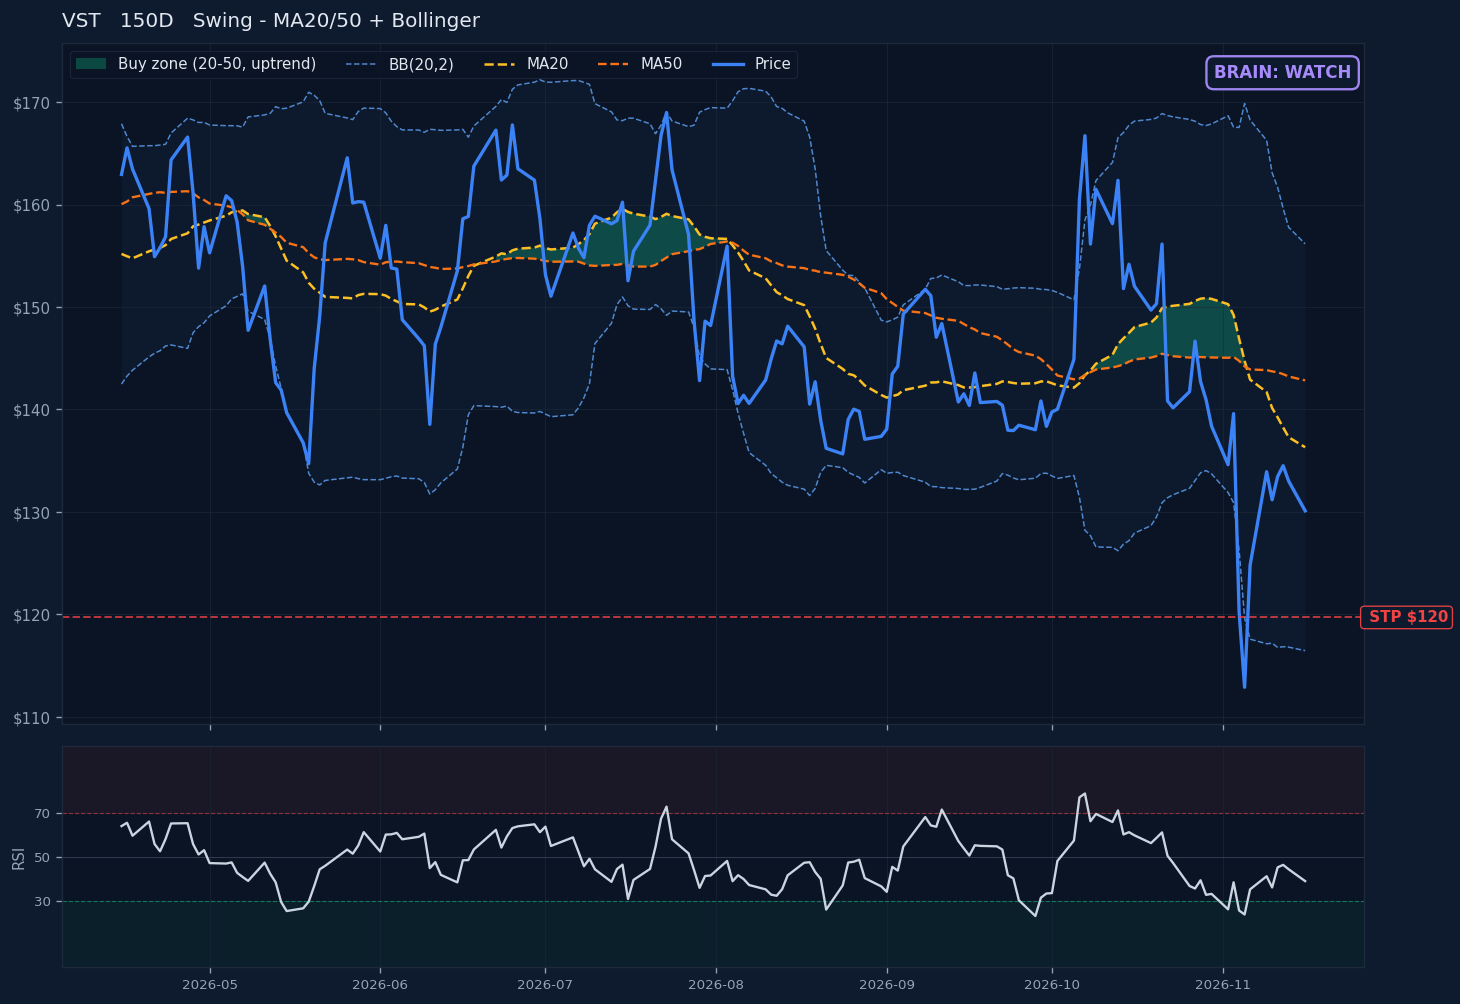 VST   150D   Swing - MA20/50 + Bollinger
Buy zone (20-50, uptrend)   BB(20,2)   MA20   MA50   Price
BRAIN: WATCH
$170
$160
$150
$140
$130
$120
$110
STP $120
RSI
70
50
30
2026-05   2026-06   2026-07   2026-08   2026-09   2026-10   2026-11